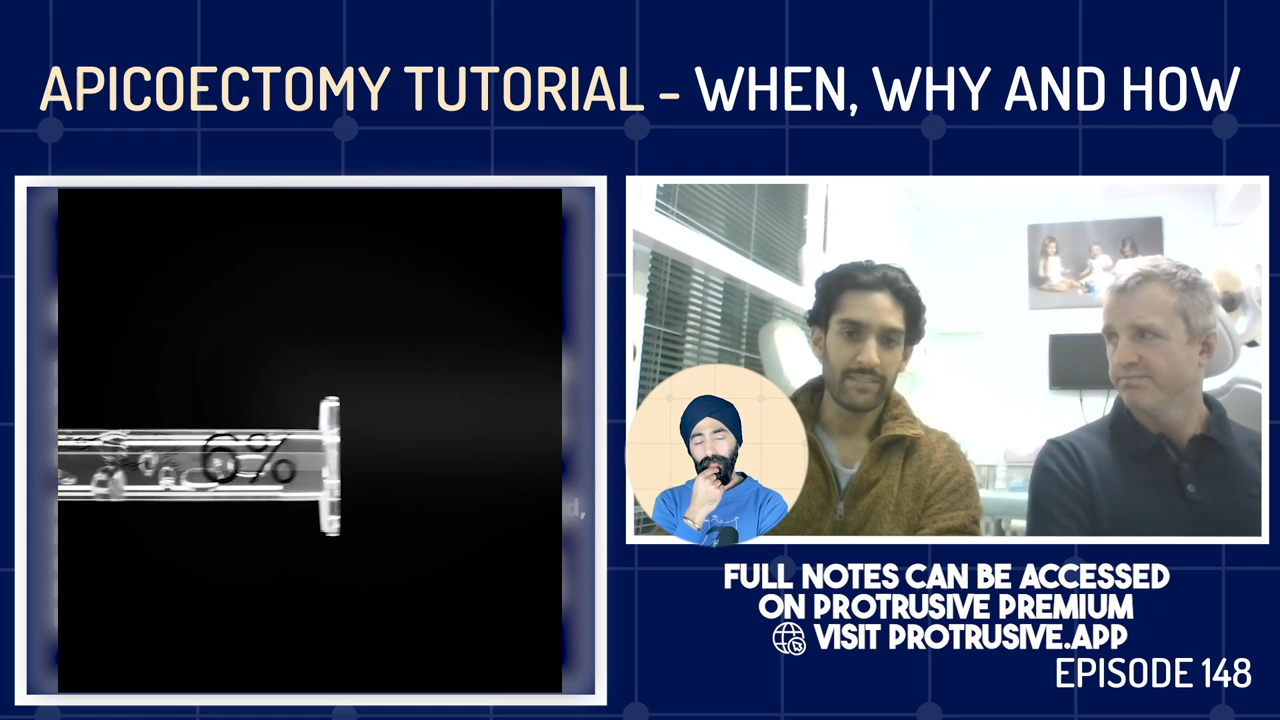 APICOECTOMY TUTORIAL - WHEN, WHY AND HOW
6%
FULL NOTES CAN BE ACCESSED
ON PROTRUSIVE PREMIUM
VISIT PROTRUSIVE.APP
EPISODE 148